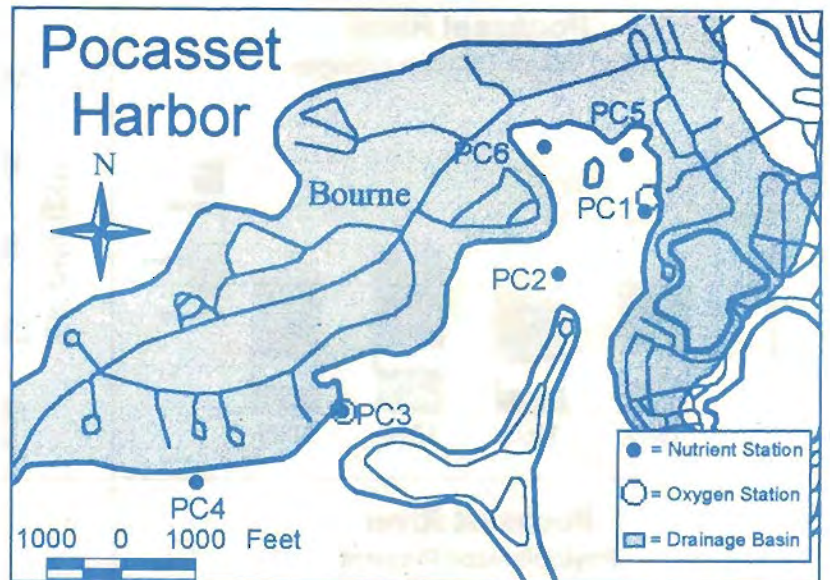 Pocasset
Harbor
N
PC5
PC6
Bourne
PC1
PC2
PC3
PC4
1000 0 1000 Feet
= Nutrient Station
= Oxygen Station
= Drainage Basin